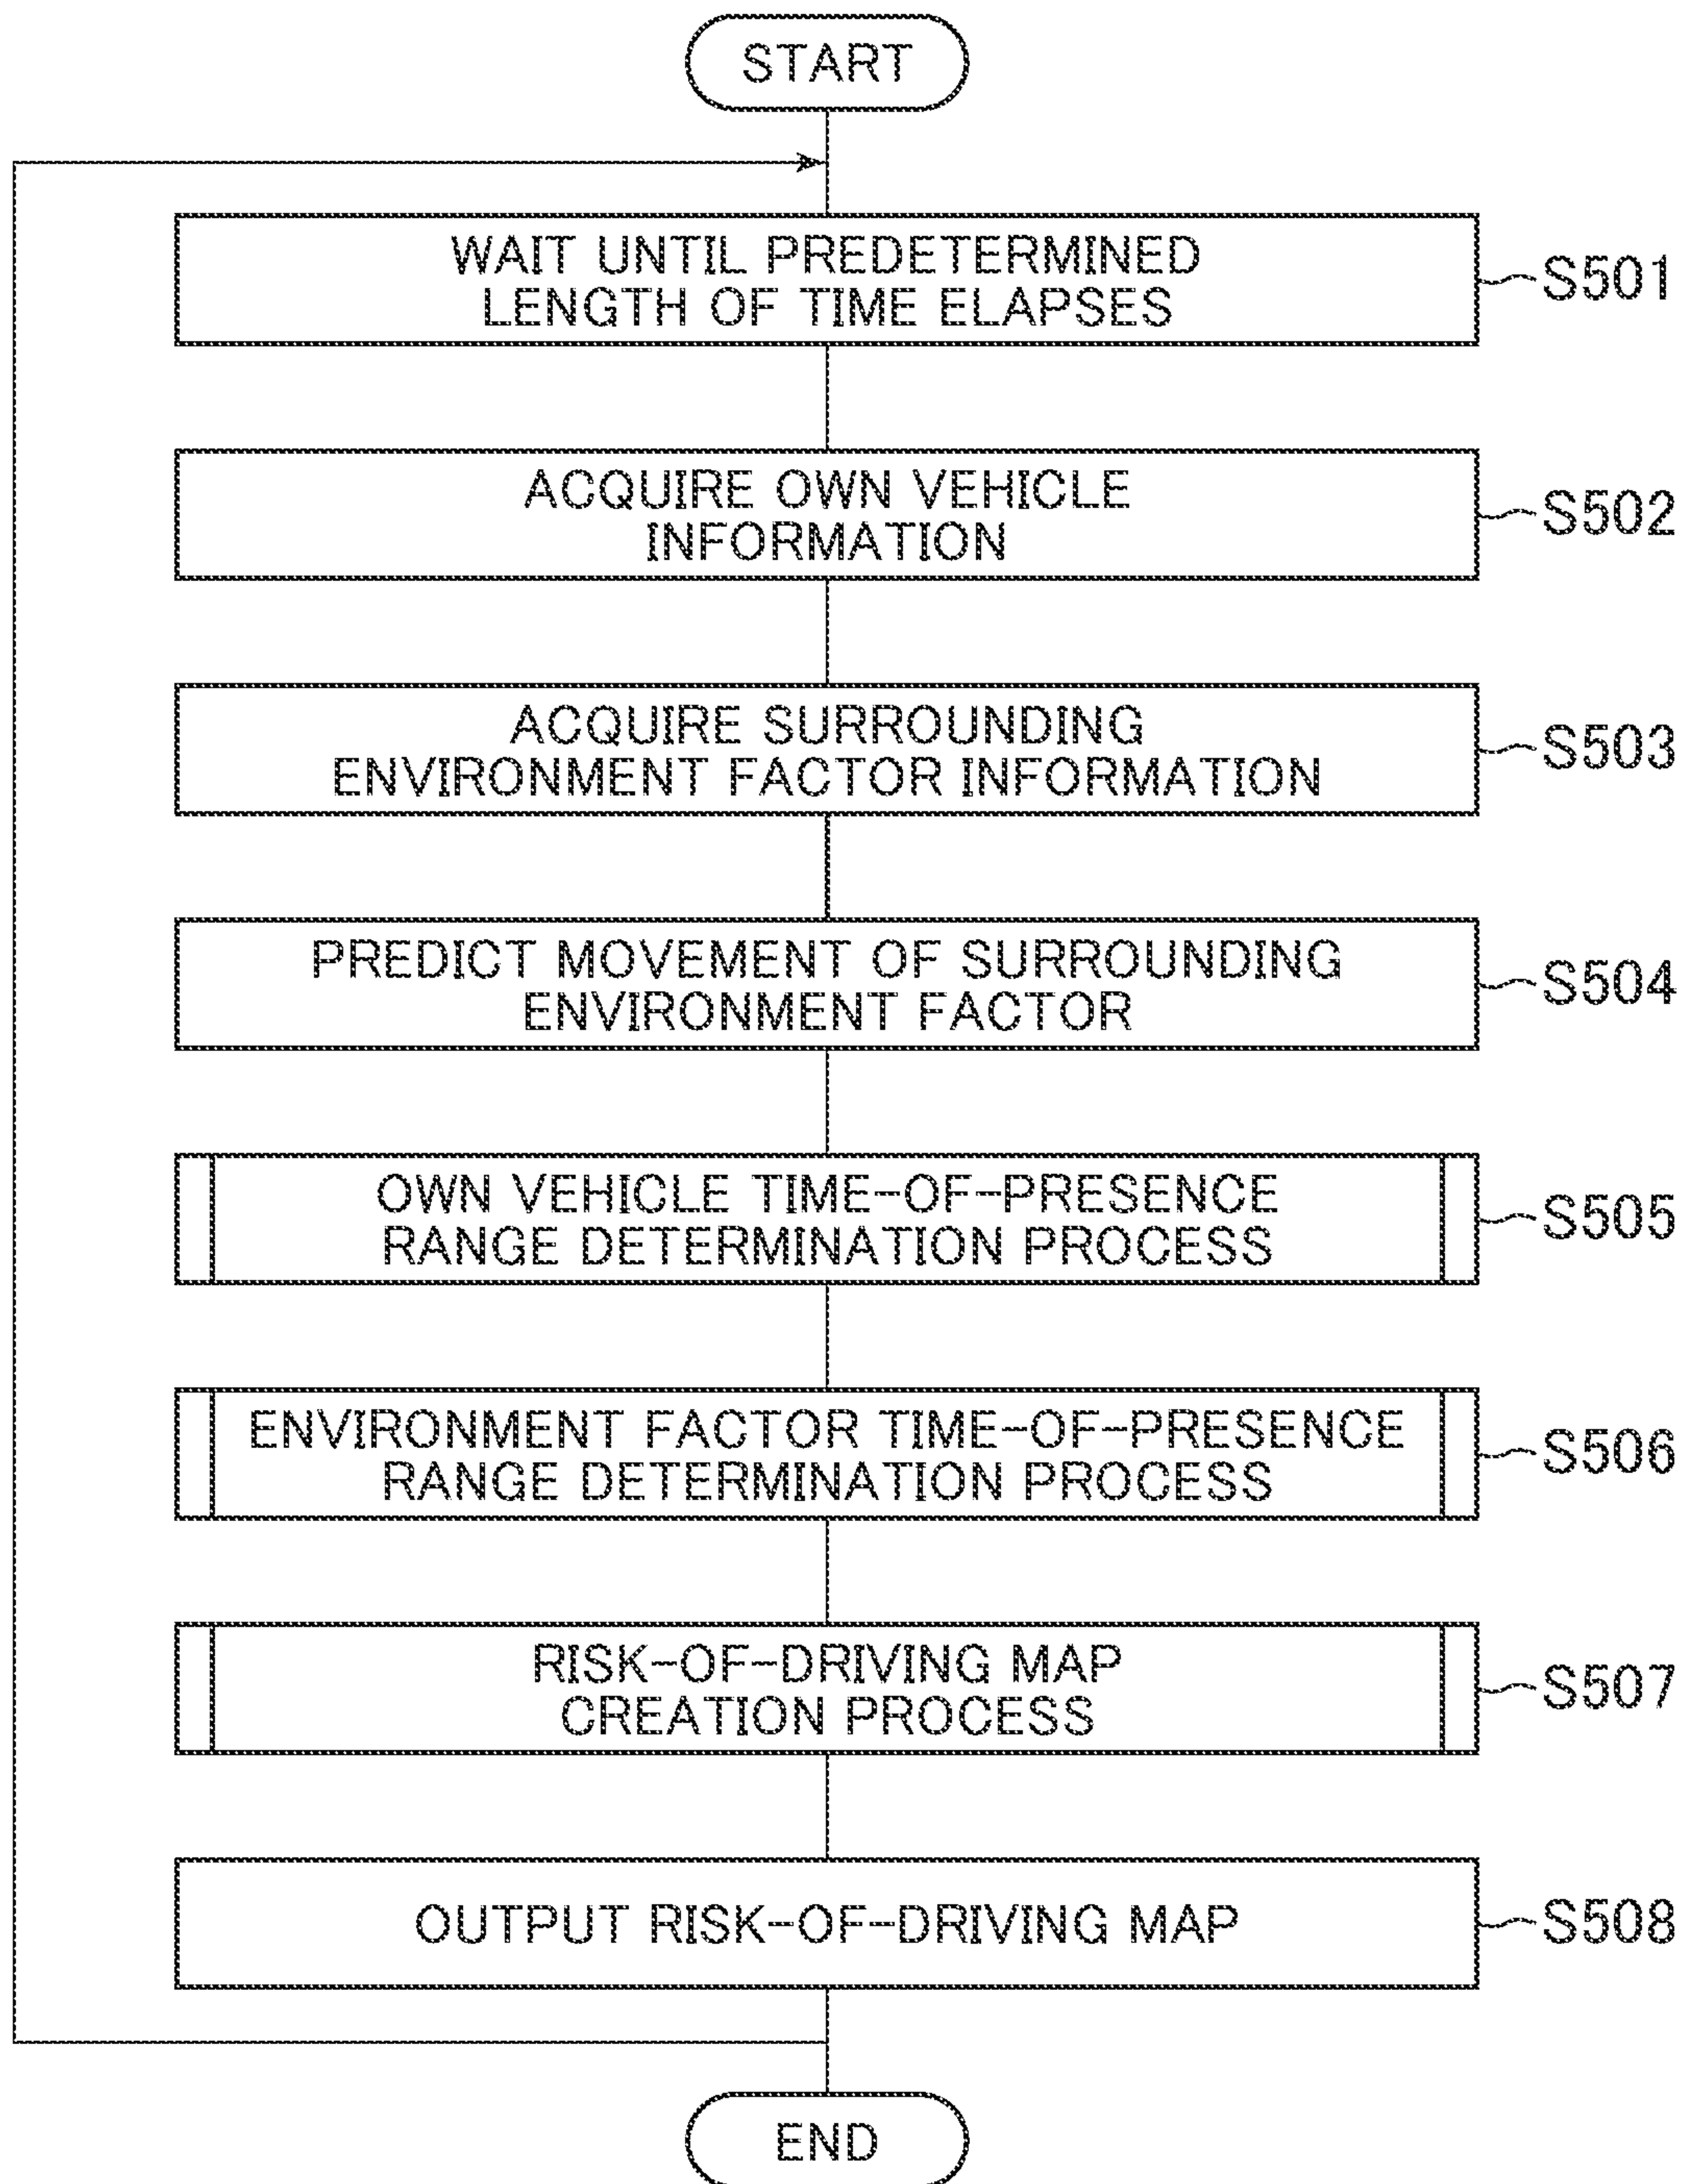 START
WAIT UNTIL PREDETERMINED
LENGTH OF TIME ELAPSES
S501
ACQUIRE OWN VEHICLE
INFORMATION
S502
ACQUIRE SURROUNDING
ENVIRONMENT FACTOR INFORMATION
S503
PREDICT MOVEMENT OF SURROUNDING
ENVIRONMENT FACTOR
S504
OWN VEHICLE TIME-OF-PRESENCE
RANGE DETERMINATION PROCESS
S505
ENVIRONMENT FACTOR TIME-OF-PRESENCE
RANGE DETERMINATION PROCESS
S506
RISK-OF-DRIVING MAP
CREATION PROCESS
S507
OUTPUT RISK-OF-DRIVING MAP
S508
END